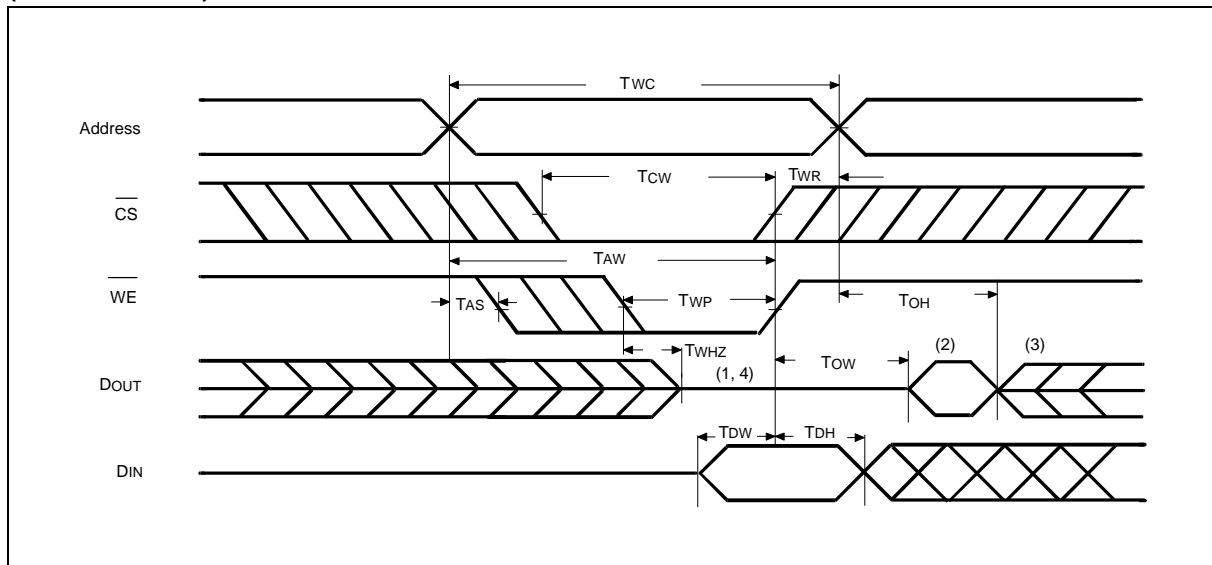 TWC
Address
TCW
TWR
CS
TAW
WE
TAS
TWP
TOH
TWHZ
TOW
(2)
(3)
(1, 4)
DOUT
TDW
TDH
DIN